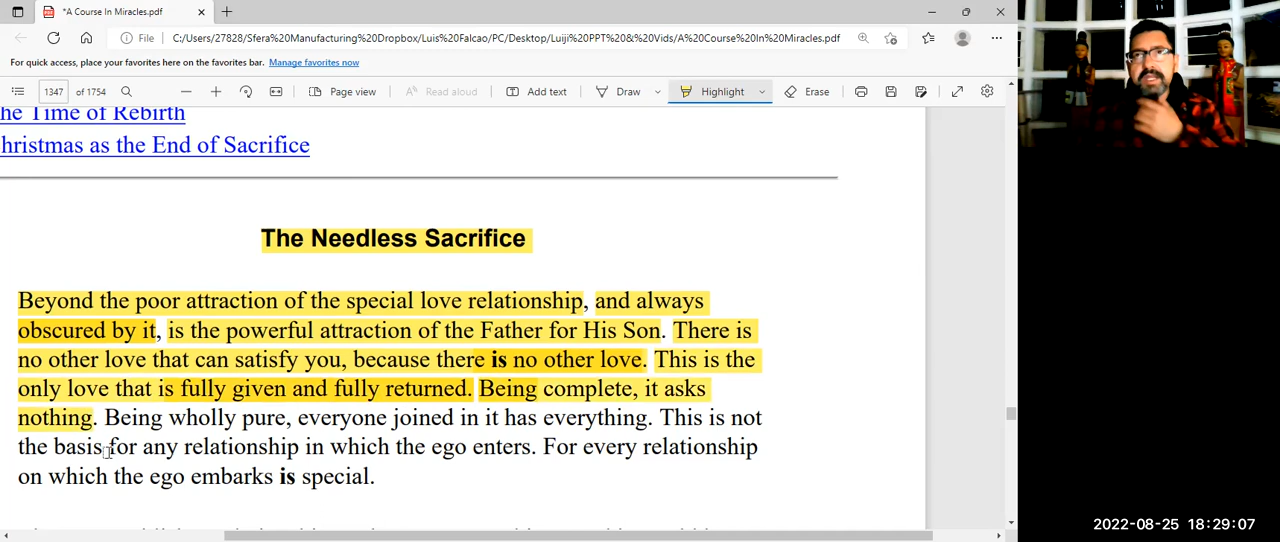 *A Course In Miracles.pdf
File C:/Users/27828/Sfera%20Manufacturing%20Dropbox/Luis%20Falcao/PC/Desktop/Luiji%20PPT%20&%20Vids/A%20Course%20In%20Miracles.pdf
For quick access, place your favorites here on the favorites bar. Manage favorites now
1347 of 1754 Page view Read aloud Add text Draw Highlight Erase
he Time of Rebirth
hristmas as the End of Sacrifice
The Needless Sacrifice
Beyond the poor attraction of the special love relationship, and always
obscured by it, is the powerful attraction of the Father for His Son. There is
no other love that can satisfy you, because there is no other love. This is the
only love that is fully given and fully returned. Being complete, it asks
nothing. Being wholly pure, everyone joined in it has everything. This is not
the basis for any relationship in which the ego enters. For every relationship
on which the ego embarks is special.
2022-08-25 18:29:07